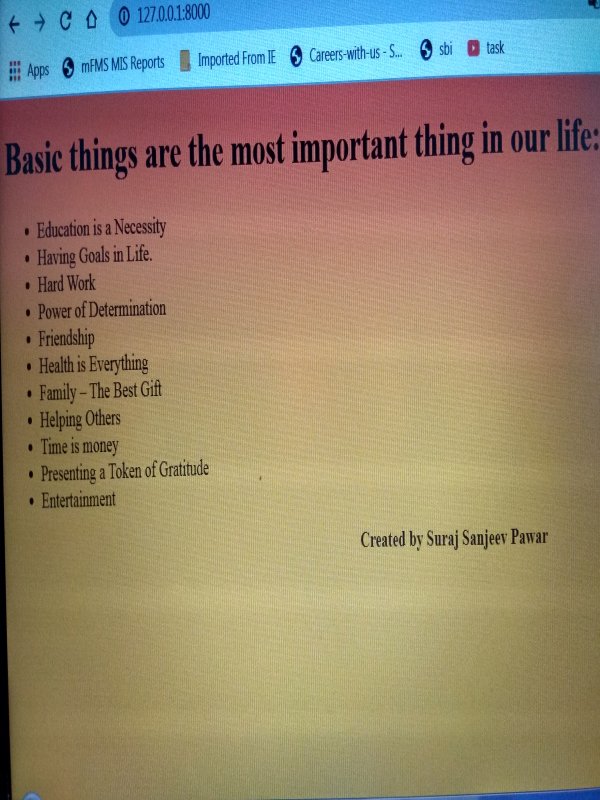 127.0.0.1:8000
Apps mFMS MIS Reports Imported From IE Careers-with-us - S... sbi task
Basic things are the most important thing in our life:
• Education is a Necessity
• Having Goals in Life.
• Hard Work
• Power of Determination
• Friendship
• Health is Everything
• Family – The Best Gift
• Helping Others
• Time is money
• Presenting a Token of Gratitude
• Entertainment
Created by Suraj Sanjeev Pawar